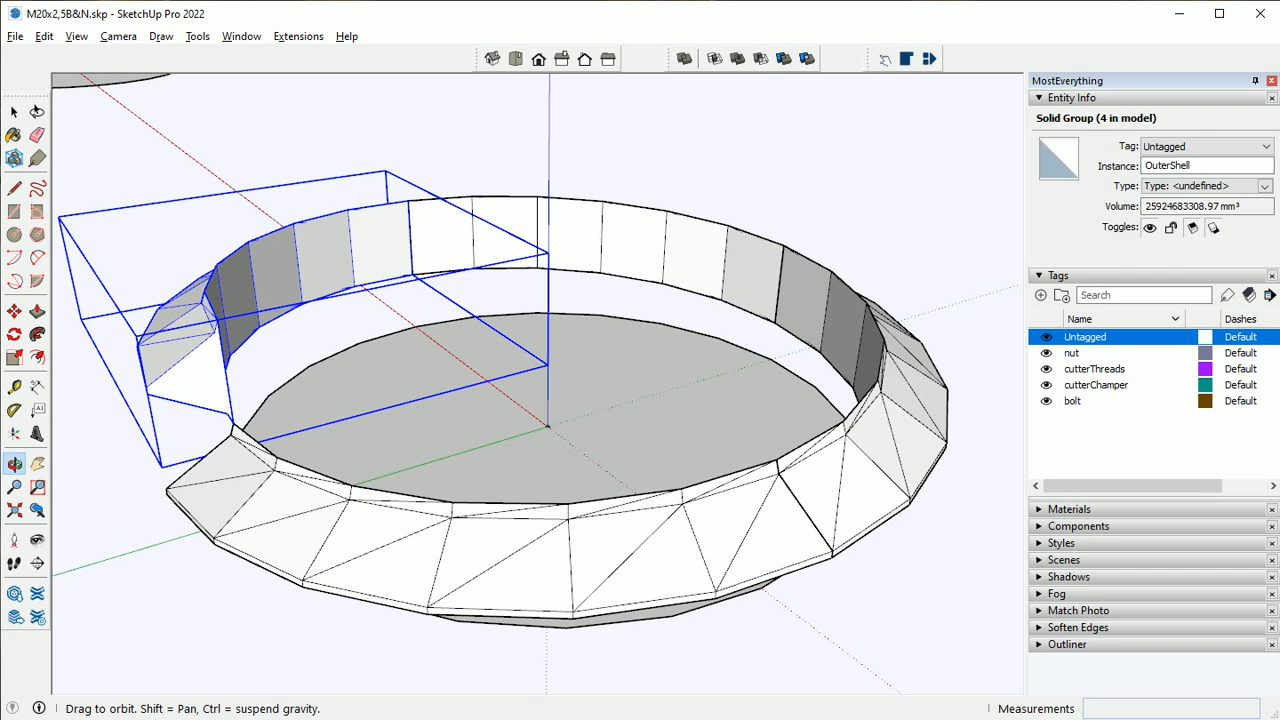 M20x2,5B&N.skp - SketchUp Pro 2022
File Edit View Camera Draw Tools Window Extensions Help
MostEverything
Entity Info
Solid Group (4 in model)
Tag: Untagged
Instance: OuterShell
Type: Type: <undefined>
Volume: 25924683308.97 mm³
Toggles:
Tags
Search
Name Dashes
Untagged Default
nut Default
cutterThreads Default
cutterChamper Default
bolt Default
Materials
Components
Styles
Scenes
Shadows
Fog
Match Photo
Soften Edges
Outliner
Drag to orbit. Shift = Pan, Ctrl = suspend gravity.
Measurements